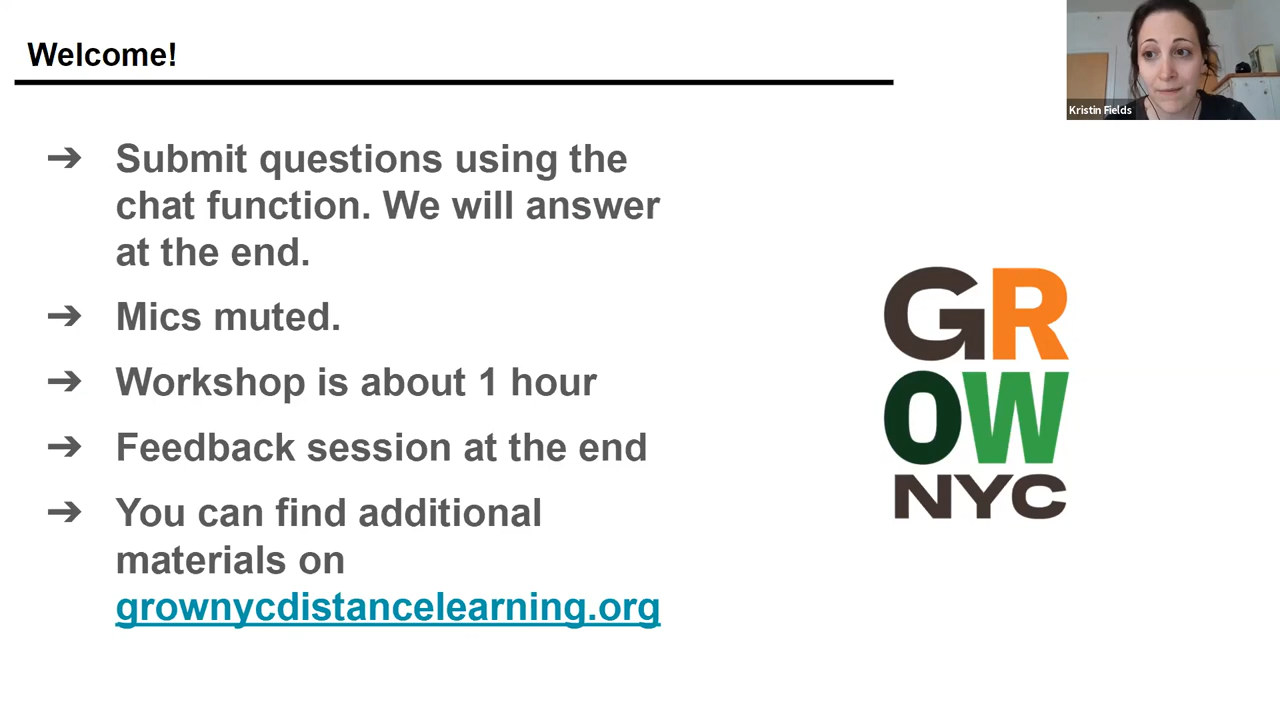 Welcome!
Kristin Fields
➔ Submit questions using the
chat function. We will answer
at the end.
➔ Mics muted.
➔ Workshop is about 1 hour
➔ Feedback session at the end
➔ You can find additional
materials on
grownycdistancelearning.org
GR
OW
NYC